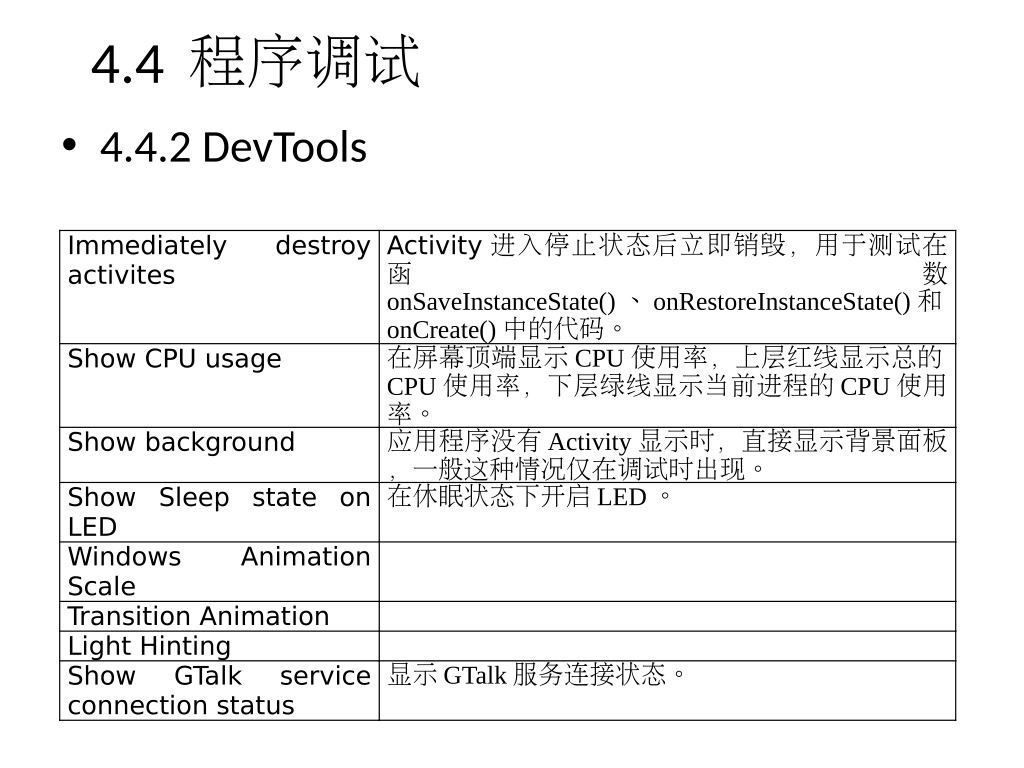 4.4 程序调试
• 4.4.2 DevTools
Immediately destroy
activites
Activity 进入停止状态后立即销毁，用于测试在
函数
onSaveInstanceState() 、 onRestoreInstanceState() 和
onCreate() 中的代码。
Show CPU usage
在屏幕顶端显示 CPU 使用率，上层红线显示总的
CPU 使用率，下层绿线显示当前进程的 CPU 使用
率。
Show background
应用程序没有 Activity 显示时，直接显示背景面板
，一般这种情况仅在调试时出现。
Show Sleep state on
LED
在休眠状态下开启 LED 。
Windows Animation
Scale
Transition Animation
Light Hinting
Show GTalk service
connection status
显示 GTalk 服务连接状态。